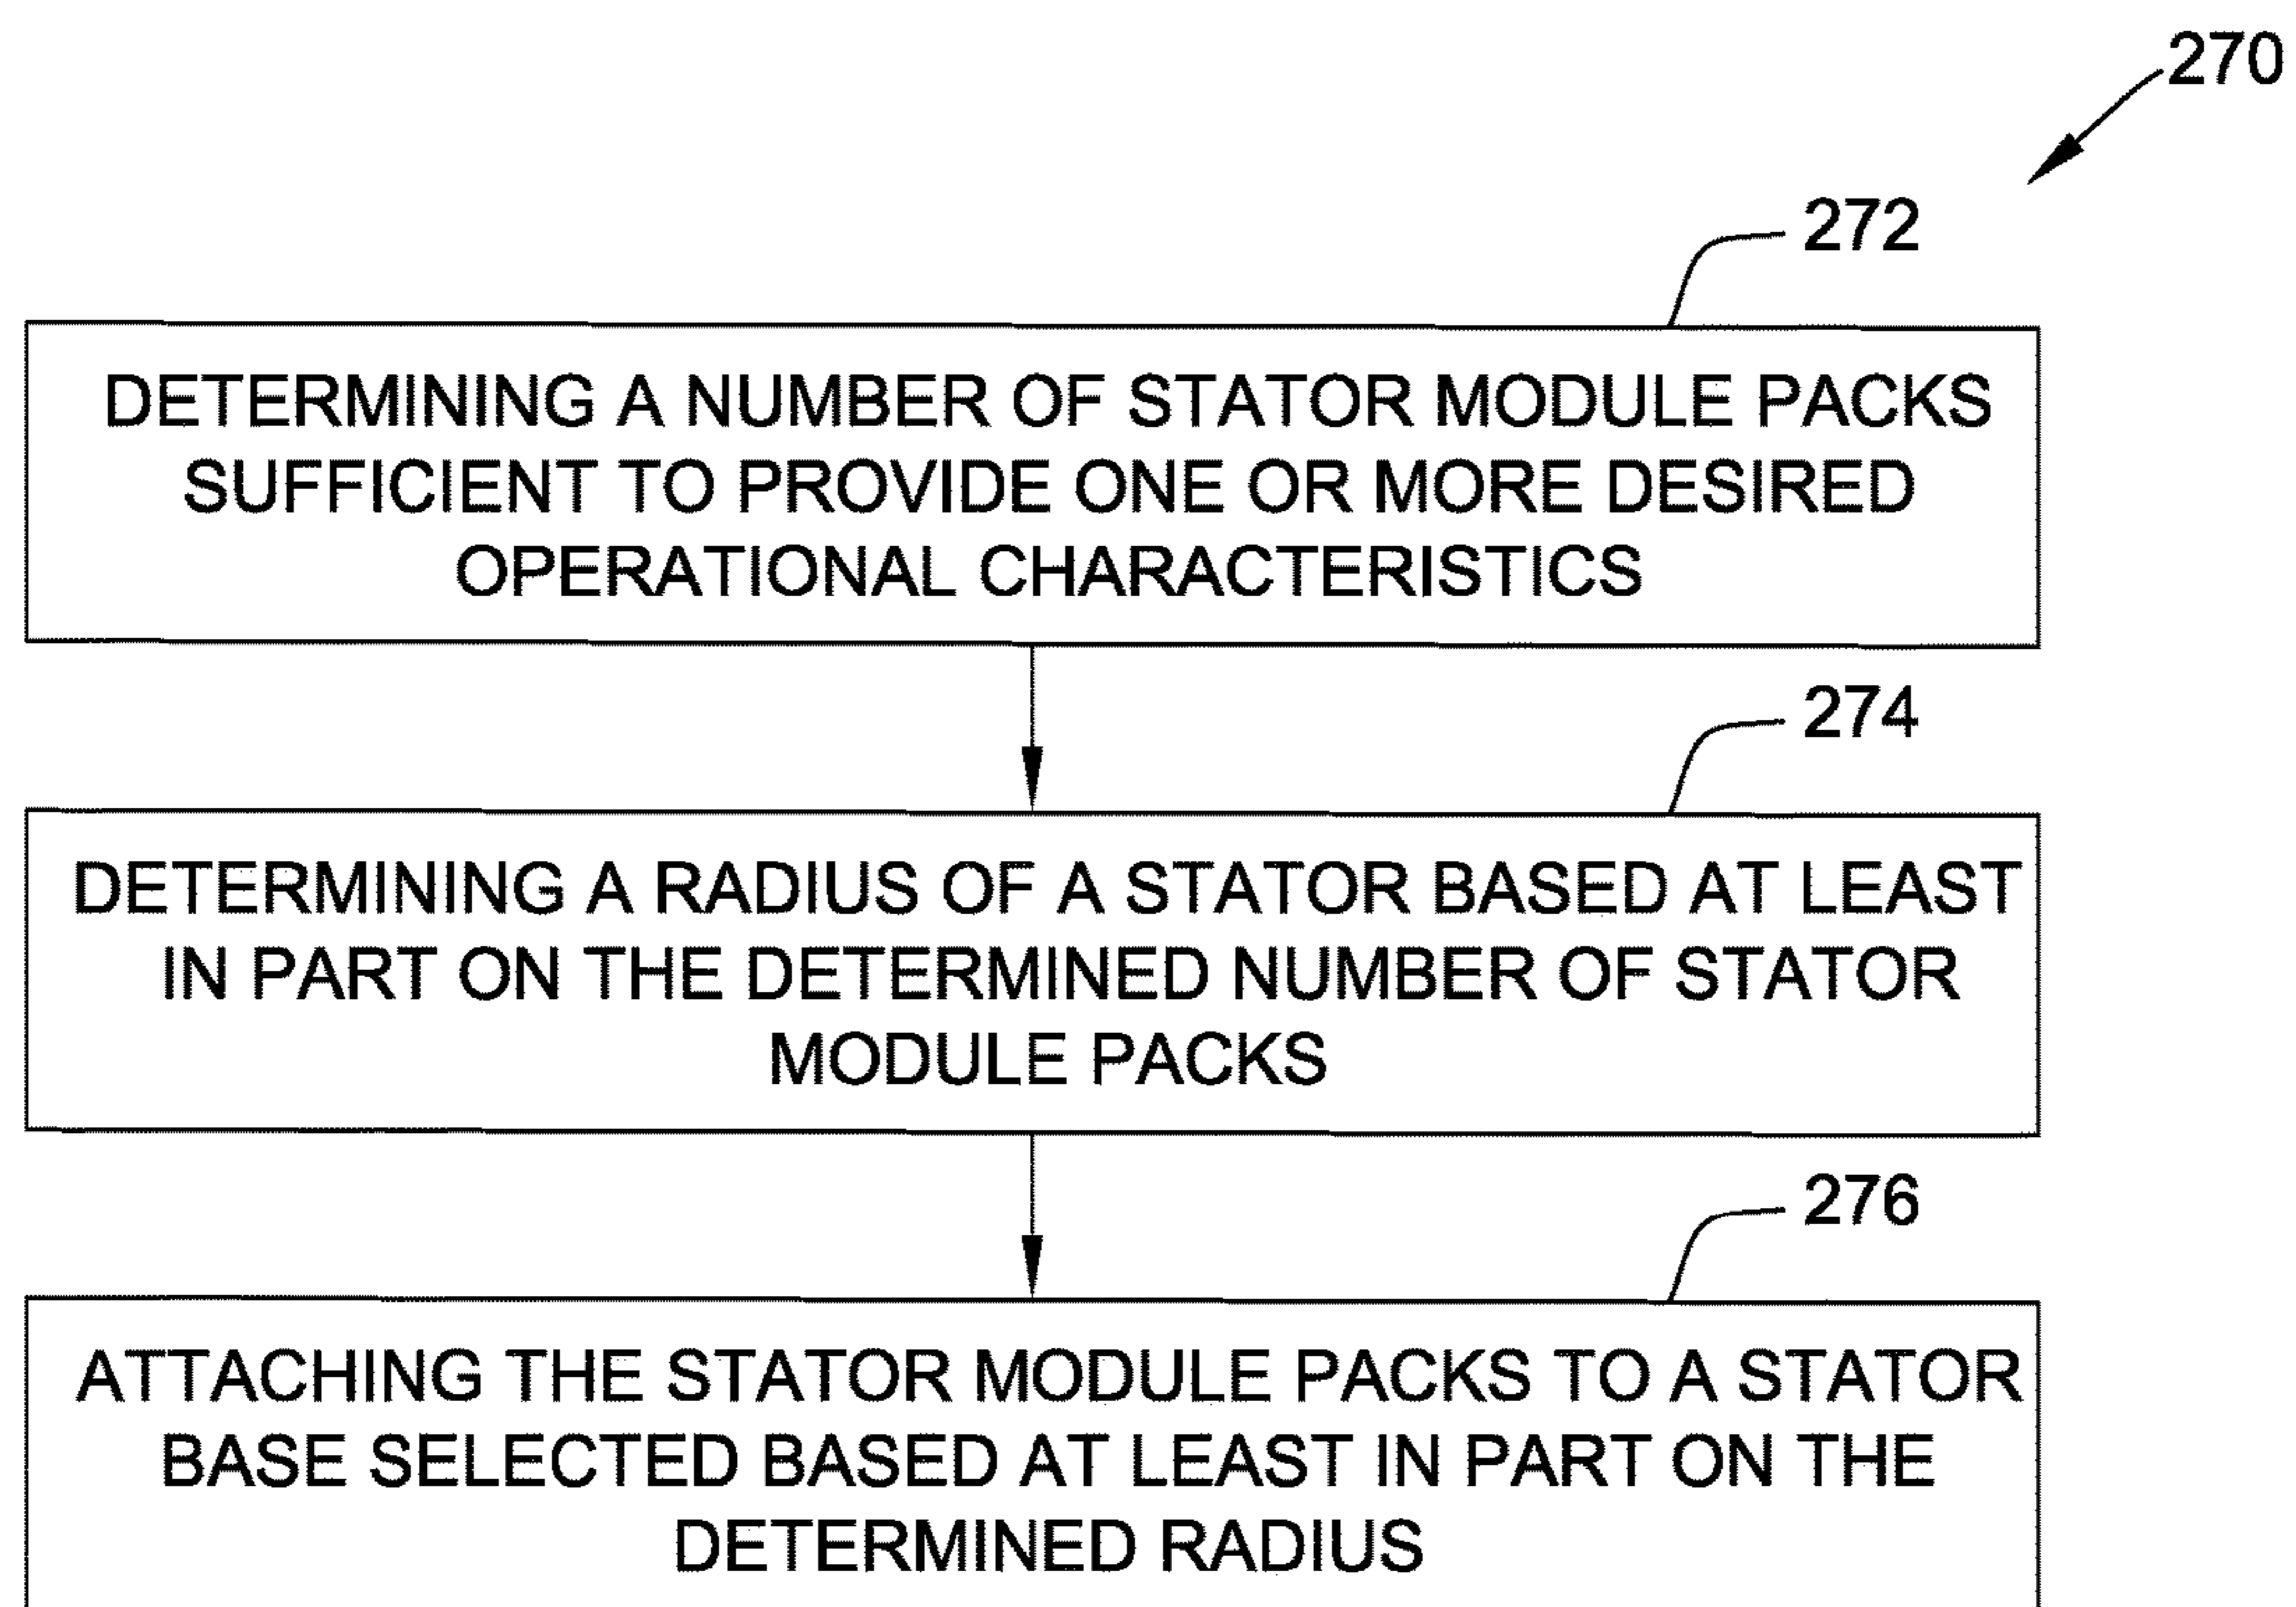 270
272
DETERMINING A NUMBER OF STATOR MODULE PACKS
SUFFICIENT TO PROVIDE ONE OR MORE DESIRED
OPERATIONAL CHARACTERISTICS
274
DETERMINING A RADIUS OF A STATOR BASED AT LEAST
IN PART ON THE DETERMINED NUMBER OF STATOR
MODULE PACKS
276
ATTACHING THE STATOR MODULE PACKS TO A STATOR
BASE SELECTED BASED AT LEAST IN PART ON THE
DETERMINED RADIUS